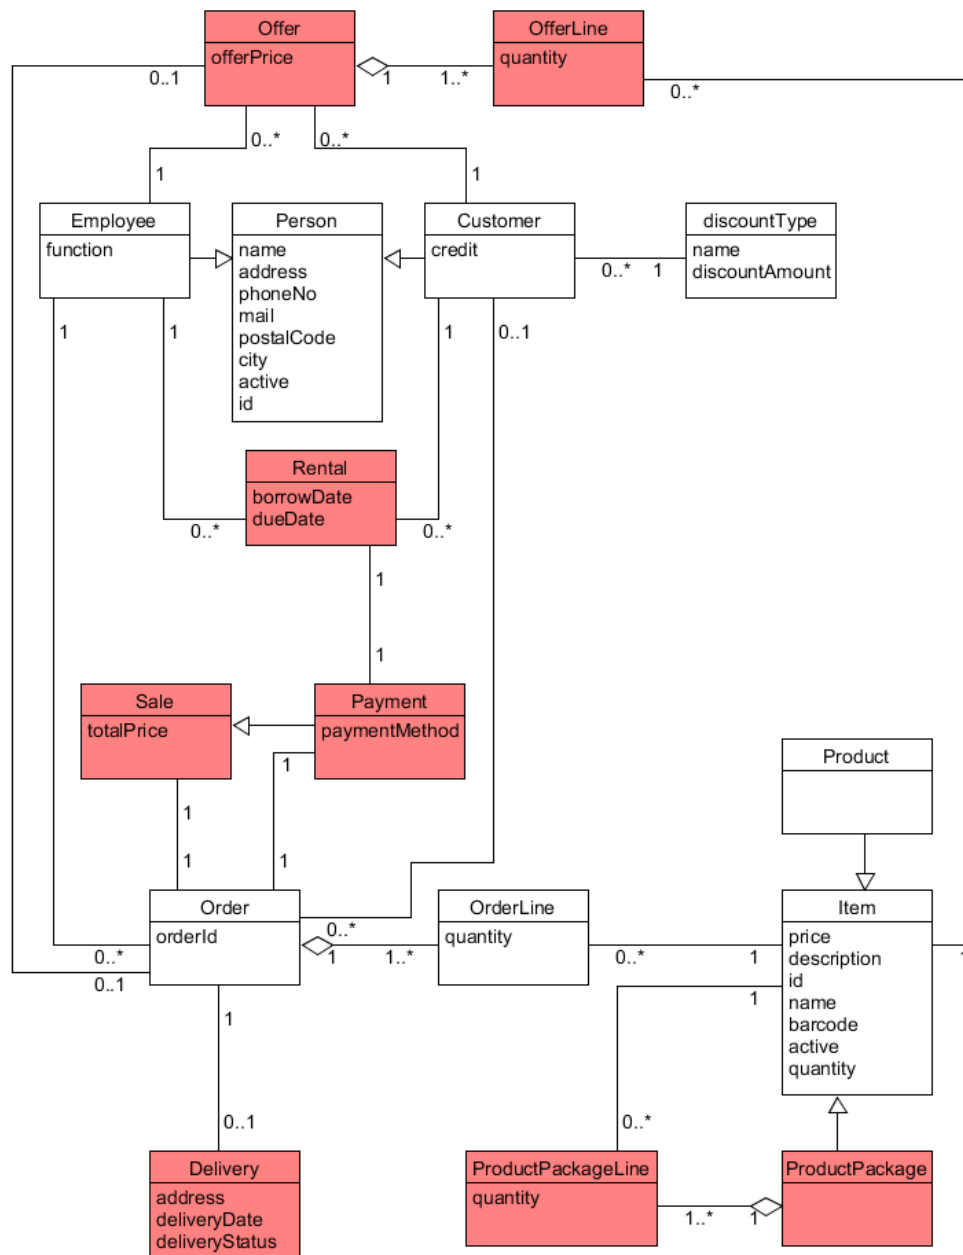 Offer
offerPrice
OfferLine
quantity
0..1
1
1..*
0..*
0..*
0..*
1
1
Employee
function
Person
name
address
phoneNo
mail
postalCode
city
active
id
Customer
credit
discountType
name
discountAmount
0..*
1
1
1
1
0..1
Rental
borrowDate
dueDate
0..*
0..*
1
1
Sale
totalPrice
Payment
paymentMethod
1
1
1
1
Product
Order
orderId
0..*
0..1
0..*
1
1..*
OrderLine
quantity
0..*
1
Item
price
description
id
name
barcode
active
quantity
1
1
1
0..1
0..*
Delivery
address
deliveryDate
deliveryStatus
ProductPackageLine
quantity
1..*
1
ProductPackage